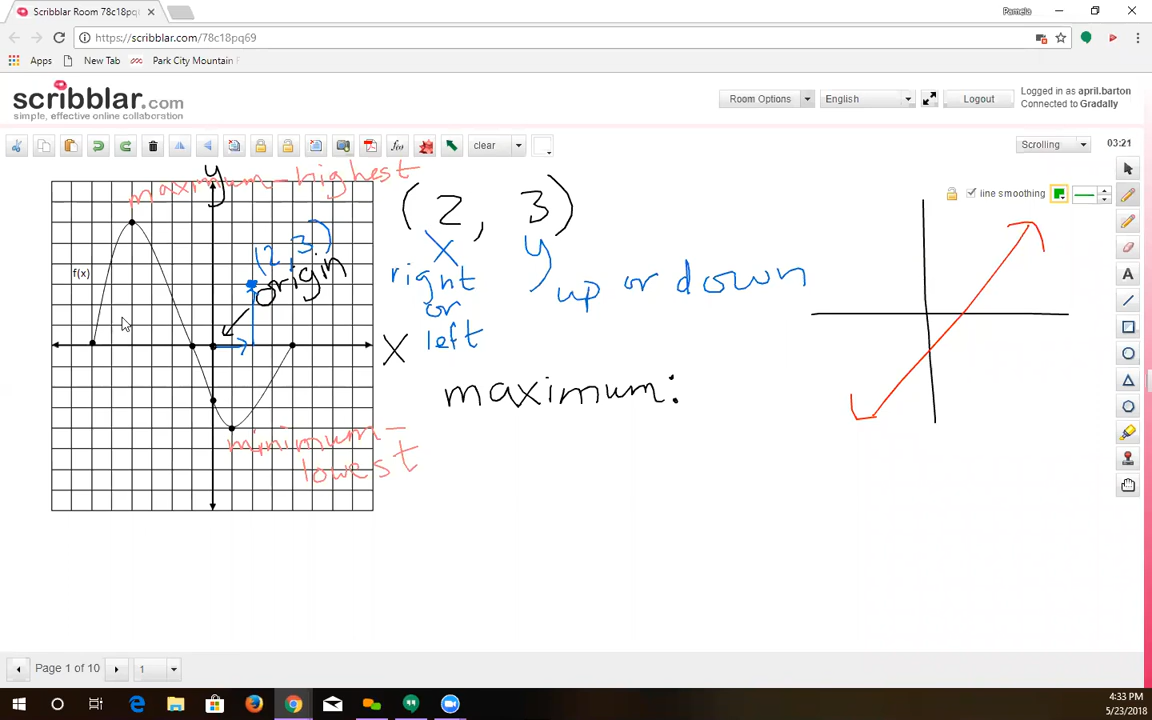 Scribblar Room 78c18pq6
Pamela
https://scribblar.com/78c18pq69
Apps
New Tab
Park City Mountain
scribblar.com
simple, effective online collaboration
Room Options
English
Logout
Logged in as april.barton
Connected to Gradally
clear
Scrolling
03:21
line smoothing
y
maximum - highest
(2, 3)
x
y
right or left
up or down
(2, 3)
origin
f(x)
X
maximum:
minimum - lowest
Page 1 of 10
1
4:33 PM
5/23/2018